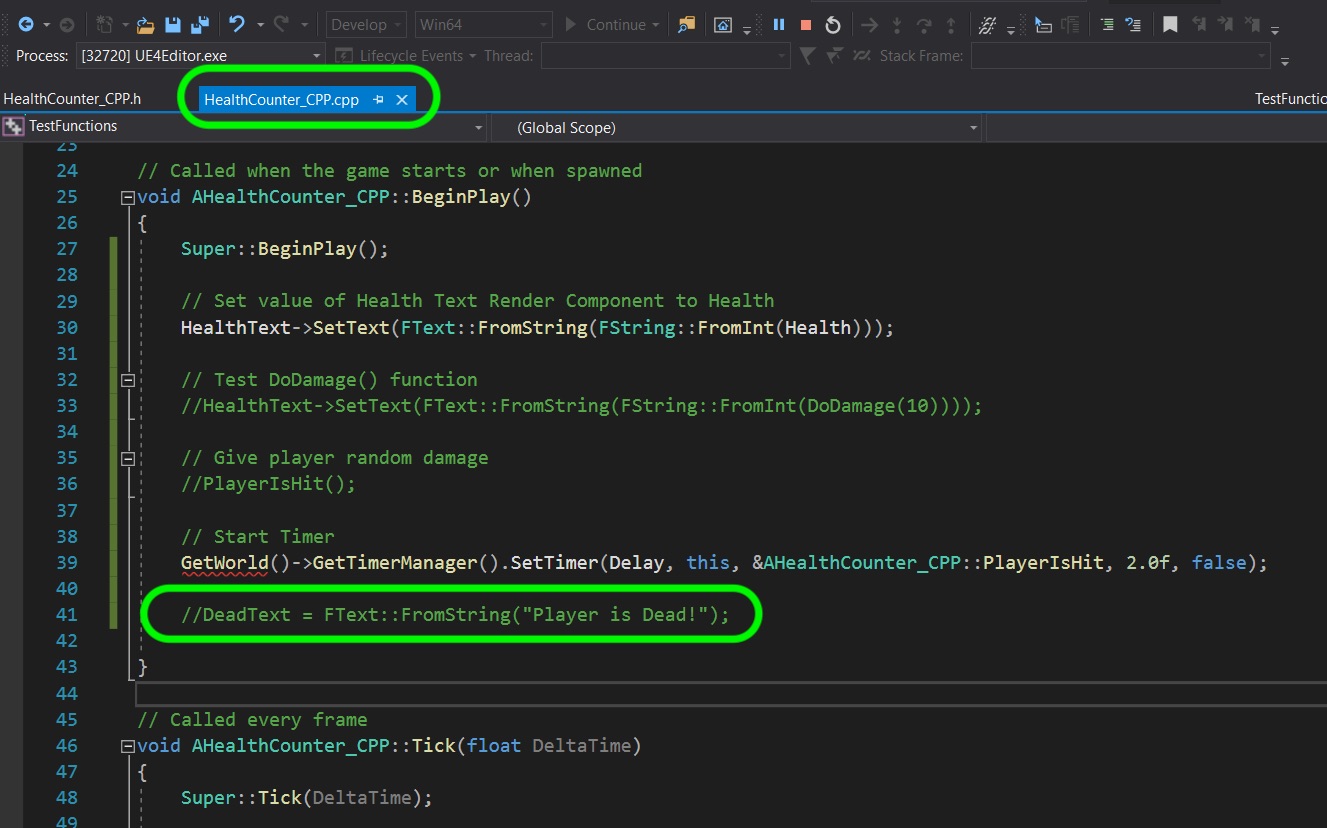 Develop Win64 Continue
Process: [32720] UE4Editor.exe Lifecycle Events Thread: Stack Frame:
HealthCounter_CPP.h HealthCounter_CPP.cpp TestFunctio
TestFunctions (Global Scope)
23
24 // Called when the game starts or when spawned
25 void AHealthCounter_CPP::BeginPlay()
26 {
27 Super::BeginPlay();
28
29 // Set value of Health Text Render Component to Health
30 HealthText->SetText(FText::FromString(FString::FromInt(Health)));
31
32 // Test DoDamage() function
33 //HealthText->SetText(FText::FromString(FString::FromInt(DoDamage(10))));
34
35 // Give player random damage
36 //PlayerIsHit();
37
38 // Start Timer
39 GetWorld()->GetTimerManager().SetTimer(Delay, this, &AHealthCounter_CPP::PlayerIsHit, 2.0f, false);
40
41 //DeadText = FText::FromString("Player is Dead!");
42
43 }
44
45 // Called every frame
46 void AHealthCounter_CPP::Tick(float DeltaTime)
47 {
48 Super::Tick(DeltaTime);
49